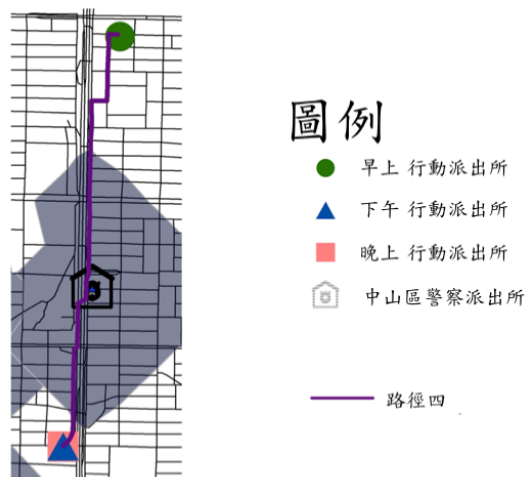 圖例
早上 行動派出所
下午 行動派出所
晚上 行動派出所
中山區警察派出所
路徑四